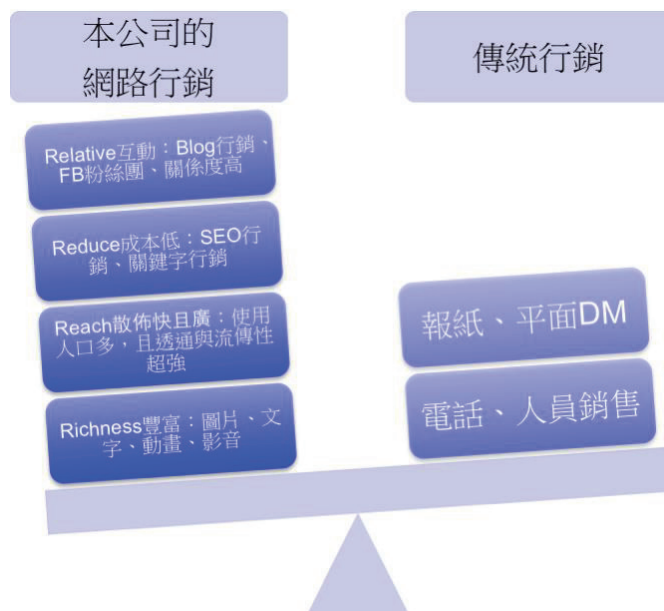 本公司的
網路行銷
傳統行銷
Relative互動：Blog行銷、
FB粉絲團、關係度高
Reduce成本低：SEO行
銷、關鍵字行銷
Reach散佈快且廣：使用
人口多，且透通與流傳性
超強
Richness豐富：圖片、文
字、動畫、影音
報紙、平面DM
電話、人員銷售